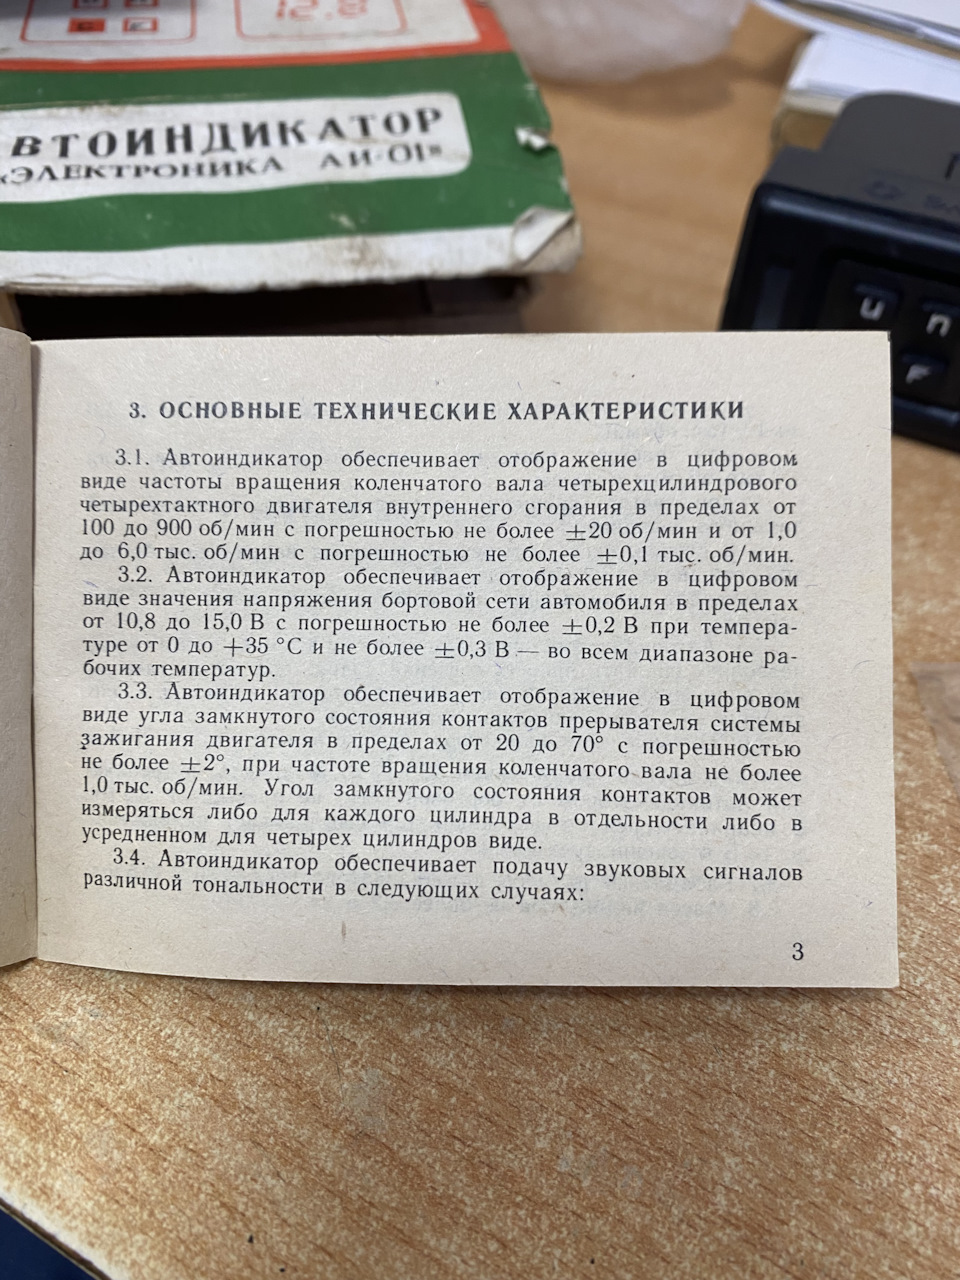 ВТОИНДИКАТОР
«ЭЛЕКТРОНИКА АИ-01»
3. ОСНОВНЫЕ ТЕХНИЧЕСКИЕ ХАРАКТЕРИСТИКИ
3.1. Автоиндикатор обеспечивает отображение в цифровом
виде частоты вращения коленчатого вала четырехцилиндрового
четырехтактного двигателя внутреннего сгорания в пределах от
100 до 900 об/мин с погрешностью не более ±20 об/мин и от 1,0
до 6,0 тыс. об/мин с погрешностью не более ±0,1 тыс. об/мин.
3.2. Автоиндикатор обеспечивает отображение в цифровом
виде значения напряжения бортовой сети автомобиля в пределах
от 10,8 до 15,0 В с погрешностью не более ±0,2 В при темпера-
туре от 0 до +35 °С и не более ±0,3 В — во всем диапазоне ра-
бочих температур.
3.3. Автоиндикатор обеспечивает отображение в цифровом
виде угла замкнутого состояния контактов прерывателя системы
зажигания двигателя в пределах от 20 до 70° с погрешностью
не более ±2°, при частоте вращения коленчатого вала не более
1,0 тыс. об/мин. Угол замкнутого состояния контактов может
измеряться либо для каждого цилиндра в отдельности либо в
усредненном для четырех цилиндров виде.
3.4. Автоиндикатор обеспечивает подачу звуковых сигналов
различной тональности в следующих случаях:
3